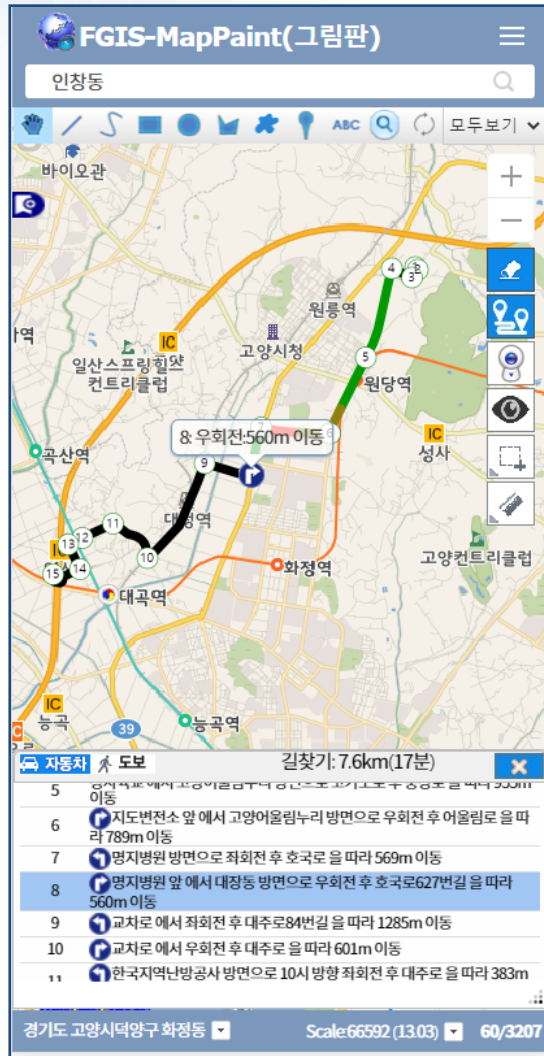 FGIS-MapPaint(그림판)
인창동
ABC
모두보기
바이오관
원릉역
고양시청
IC
일산스프링힐스
컨트리클럽
4
3
5
원당역
6
IC
성사
8: 우회전:560m 이동
곡산역
9
대정역
11
12
13
10
14
15
대곡역
화정역
고양컨트리클럽
IC
능곡
39
능곡역
자동차
도보
길찾기: 7.6km(17분)
5
이동
6 지도변전소 앞 에서 고양어울림누리 방면으로 우회전 후 어울림로 을 따
라 789m 이동
7 명지병원 방면으로 좌회전 후 호국로 을 따라 569m 이동
8 명지병원 앞 에서 대장동 방면으로 우회전 후 호국로627번길 을 따라
560m 이동
9 교차로 에서 좌회전 후 대주로84번길 을 따라 1285m 이동
10 교차로 에서 우회전 후 대주로 을 따라 601m 이동
11 한국지역난방공사 방면으로 10시 방향 좌회전 후 대주로 을 따라 383m
경기도 고양시덕양구 화정동
Scale:66592 (13.03)
60/3207